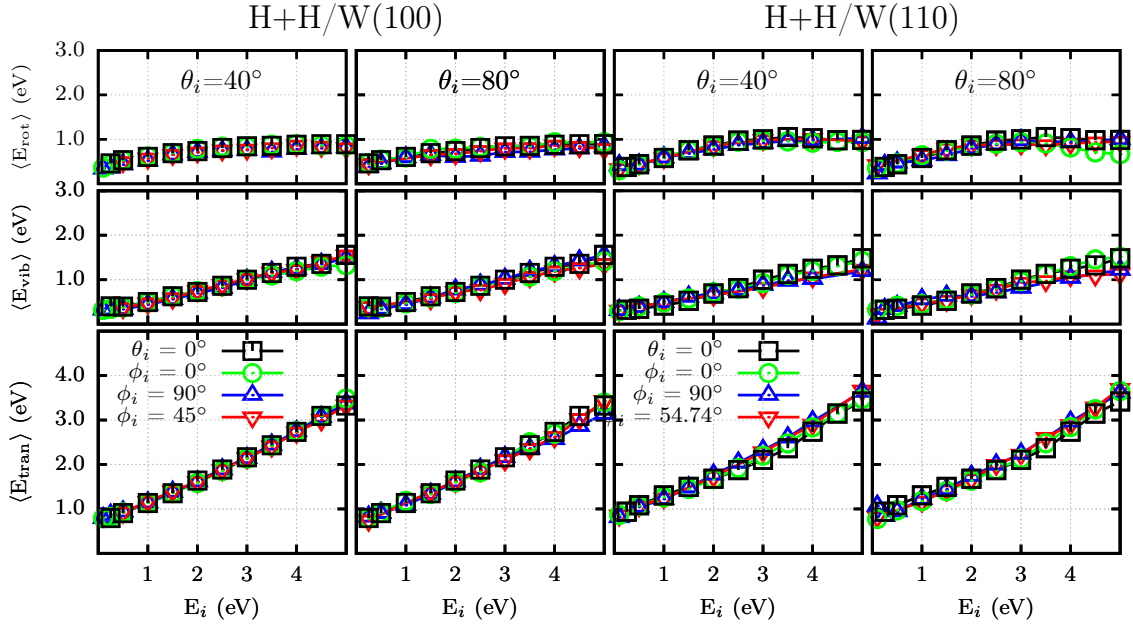 H+H/W(100) H+H/W(110)
θi=40° θi=80° θi=40° θi=80°
3.0
2.0
1.0
⟨Erot⟩ (eV)
3.0
2.0
1.0
⟨Evib⟩ (eV)
4.0
3.0
2.0
1.0
⟨Etran⟩ (eV)
θi = 0°
ϕi = 0°
ϕi = 90°
ϕi = 45°
θi = 0°
ϕi = 0°
ϕi = 90°
ϕi = 54.74°
1 2 3 4 1 2 3 4 1 2 3 4 1 2 3 4
Ei (eV) Ei (eV) Ei (eV) Ei (eV)